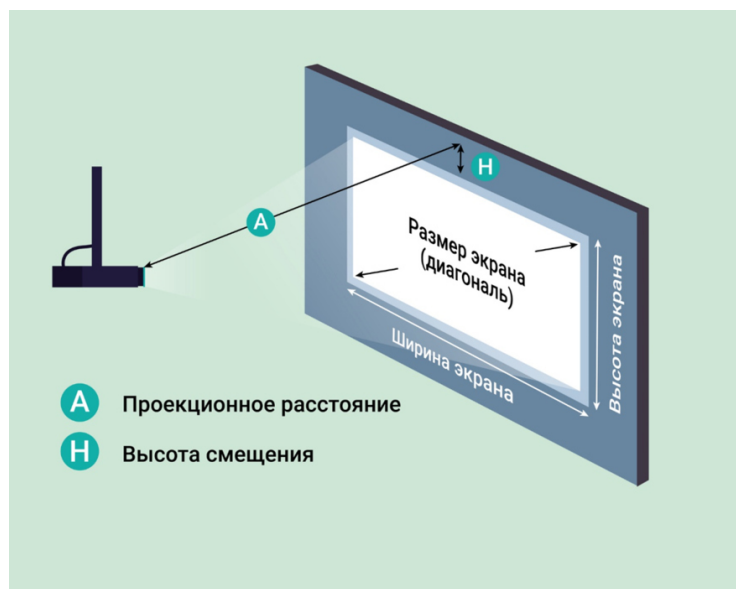 H
A
Размер экрана
(диагональ)
Ширина экрана
Высота экрана
A Проекционное расстояние
H Высота смещения